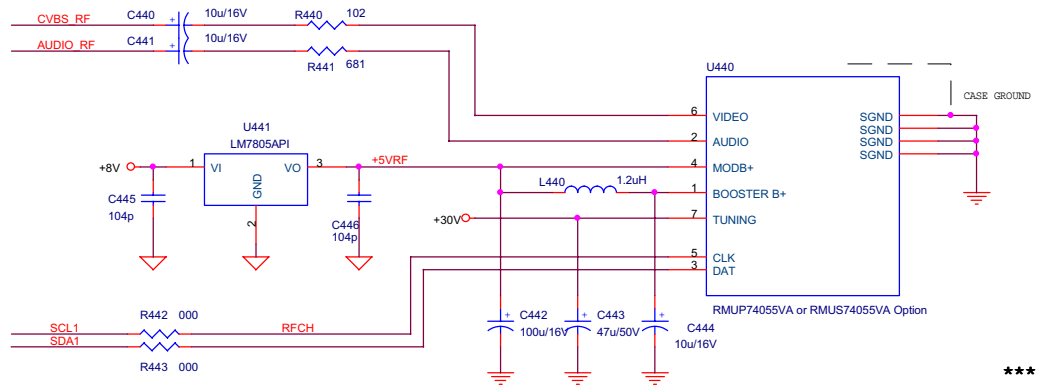 CVBS_RF C440 10u/16V R440 102
AUDIO_RF C441 10u/16V
R441 681
U440
CASE GROUND
6 VIDEO SGND
SGND
2 AUDIO SGND
SGND
U441
LM7805API
+8V 1 VI VO 3 +5VRF 4 MODB+
GND
2
C445
104p
C446
104p
L440 1.2uH 1 BOOSTER B+
+30V 7 TUNING
5 CLK
3 DAT
RMUP74055VA or RMUS74055VA Option
R442 000
SCL1 RFCH
SDA1
R443 000
+ C442
100u/16V
+ C443
47u/50V
+ C444
10u/16V
***